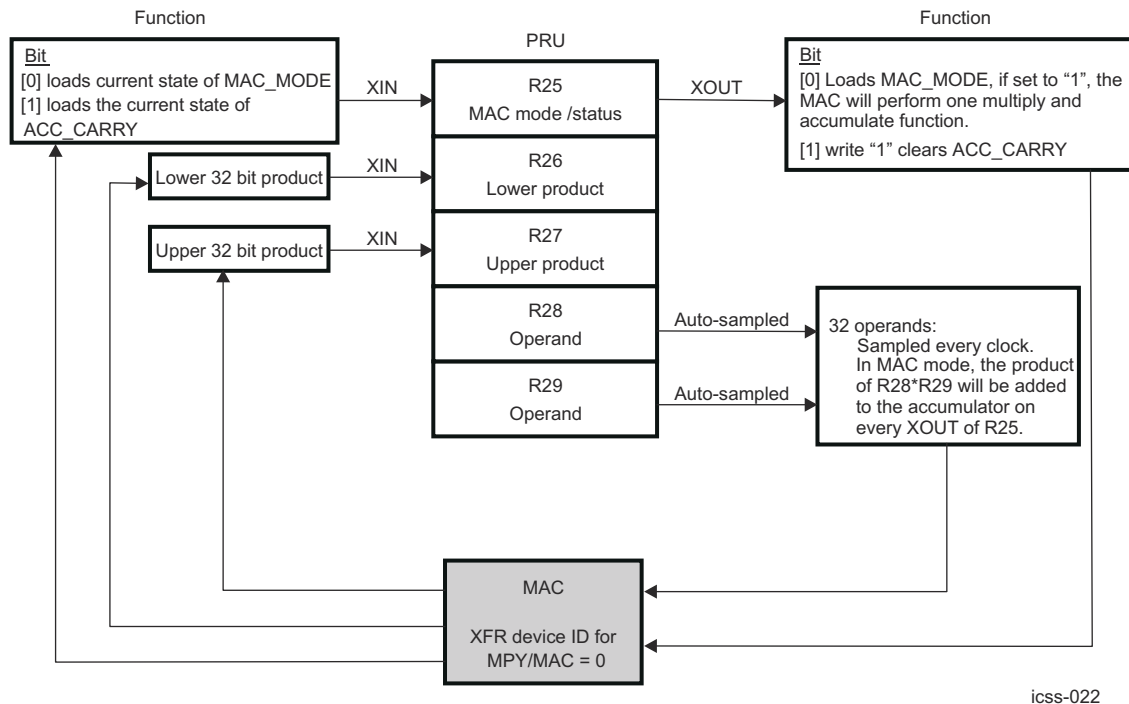 Function
Function
PRU
Bit
[0] loads current state of MAC_MODE
[1] loads the current state of
ACC_CARRY
XIN
R25
MAC mode /status
XOUT
Bit
[0] Loads MAC_MODE, if set to “1”, the
MAC will perform one multiply and
accumulate function.
[1] write “1” clears ACC_CARRY
Lower 32 bit product
XIN
R26
Lower product
Upper 32 bit product
XIN
R27
Upper product
R28
Operand
Auto-sampled
R29
Operand
Auto-sampled
32 operands:
Sampled every clock.
In MAC mode, the product
of R28*R29 will be added
to the accumulator on
every XOUT of R25.
MAC
XFR device ID for
MPY/MAC = 0
icss-022